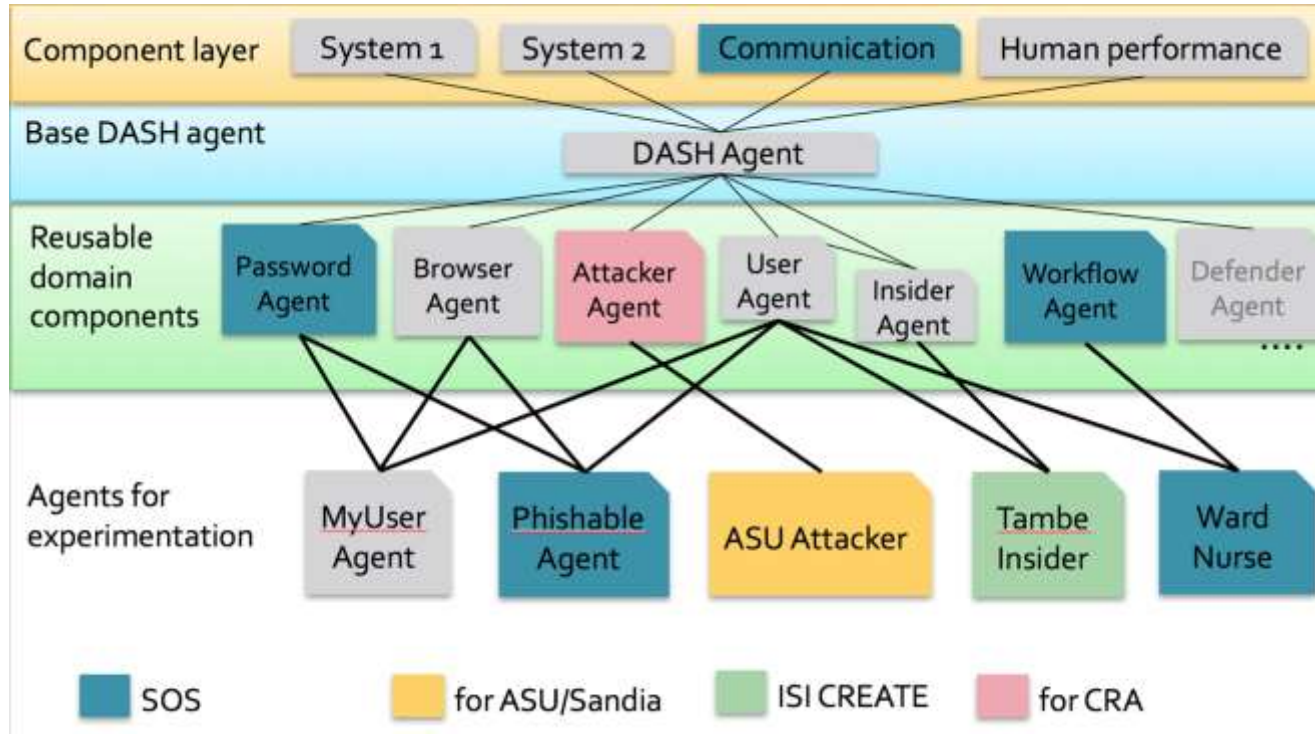 Component layer
System 1
System 2
Communication
Human performance
Base DASH agent
DASH Agent
Reusable
domain
components
Password
Agent
Browser
Agent
Attacker
Agent
User
Agent
Insider
Agent
Workflow
Agent
Defender
Agent
....
Agents for
experimentation
MyUser
Agent
Phishable
Agent
ASU Attacker
Tambe
Insider
Ward
Nurse
SOS
for ASU/Sandia
ISI CREATE
for CRA